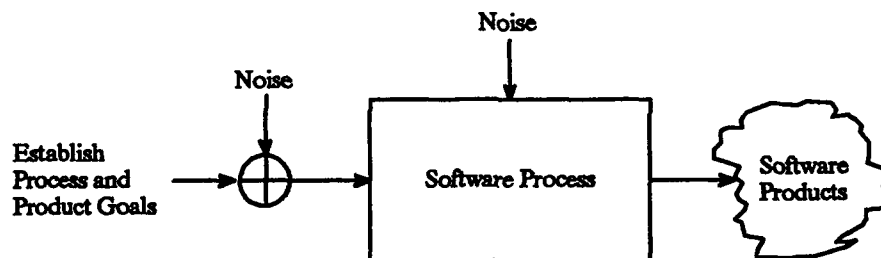 Noise
Noise
Establish
Process and
Product Goals
Software Process
Software
Products